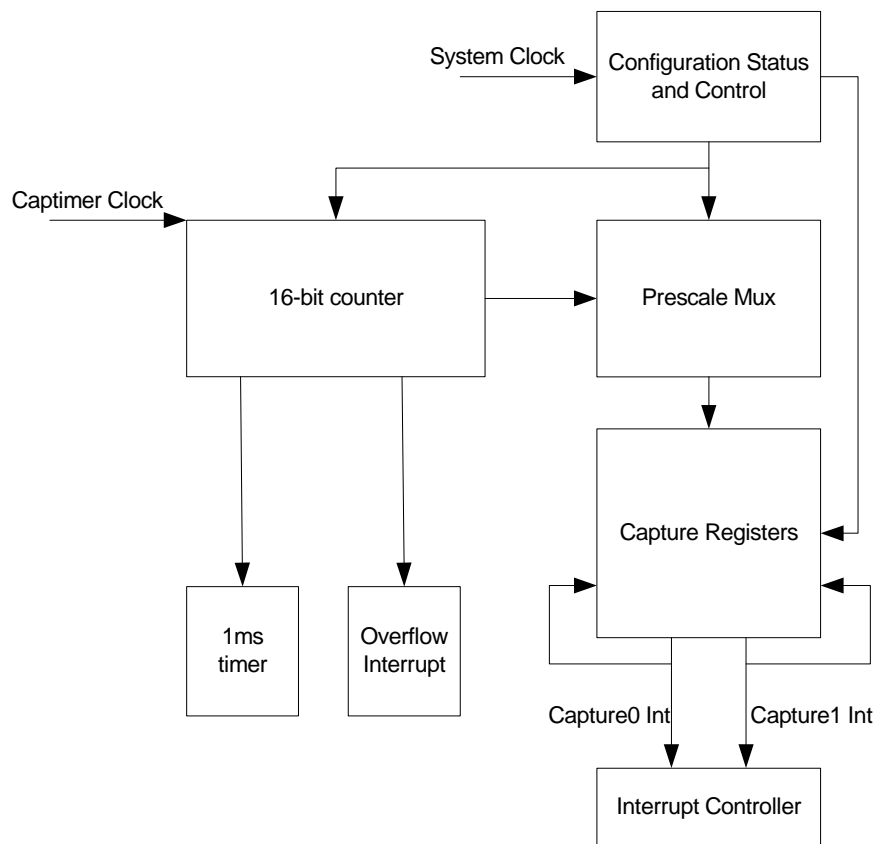 System Clock
Configuration Status
and Control
Captimer Clock
16-bit counter
Prescale Mux
Capture Registers
1ms
timer
Overflow
Interrupt
Capture0 Int
Capture1 Int
Interrupt Controller